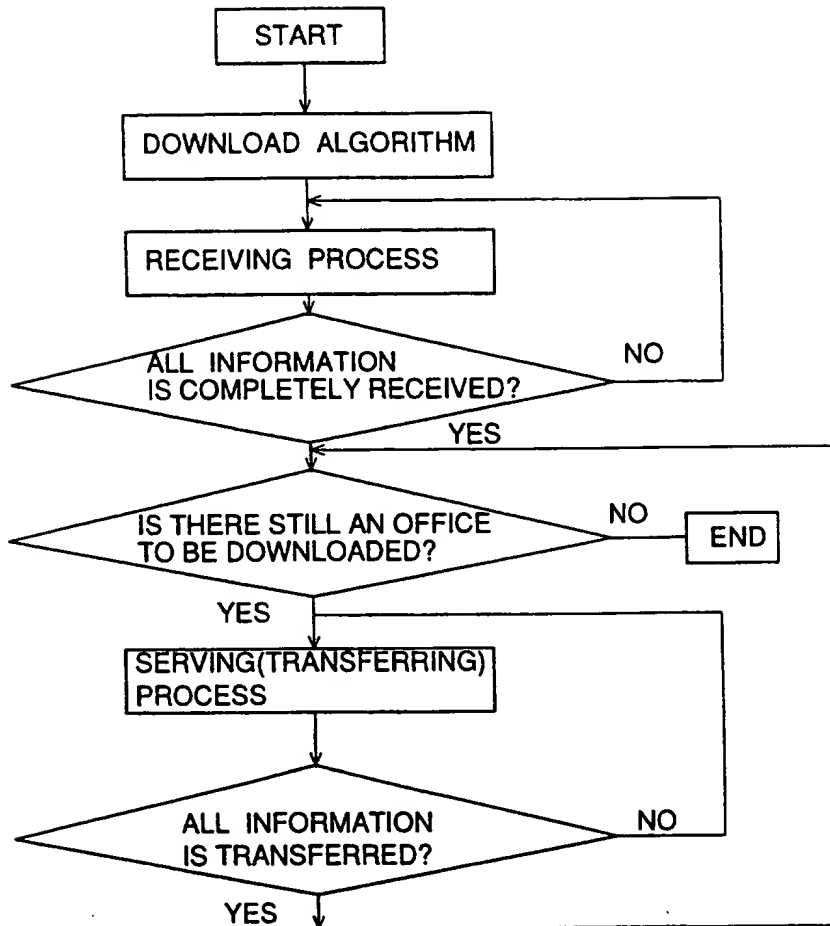 START
DOWNLOAD ALGORITHM
RECEIVING PROCESS
ALL INFORMATION
IS COMPLETELY RECEIVED?
NO
YES
IS THERE STILL AN OFFICE
TO BE DOWNLOADED?
NO
END
YES
SERVING(TRANSFERRING)
PROCESS
ALL INFORMATION
IS TRANSFERRED?
NO
YES